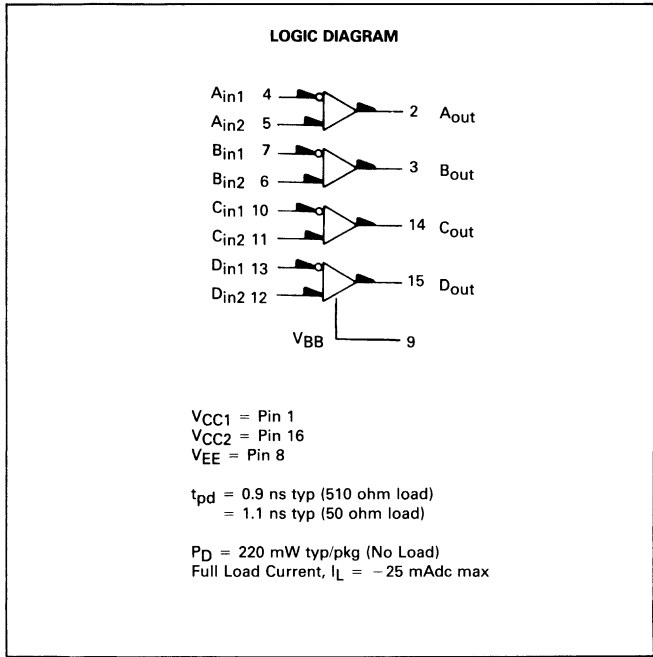 LOGIC DIAGRAM
Ain1 4
Ain2 5
2 Aout
Bin1 7
Bin2 6
3 Bout
Cin1 10
Cin2 11
14 Cout
Din1 13
Din2 12
15 Dout
VBB 9
VCC1 = Pin 1
VCC2 = Pin 16
VEE = Pin 8
tpd = 0.9 ns typ (510 ohm load)
= 1.1 ns typ (50 ohm load)
PD = 220 mW typ/pkg (No Load)
Full Load Current, IL = −25 mAdc max